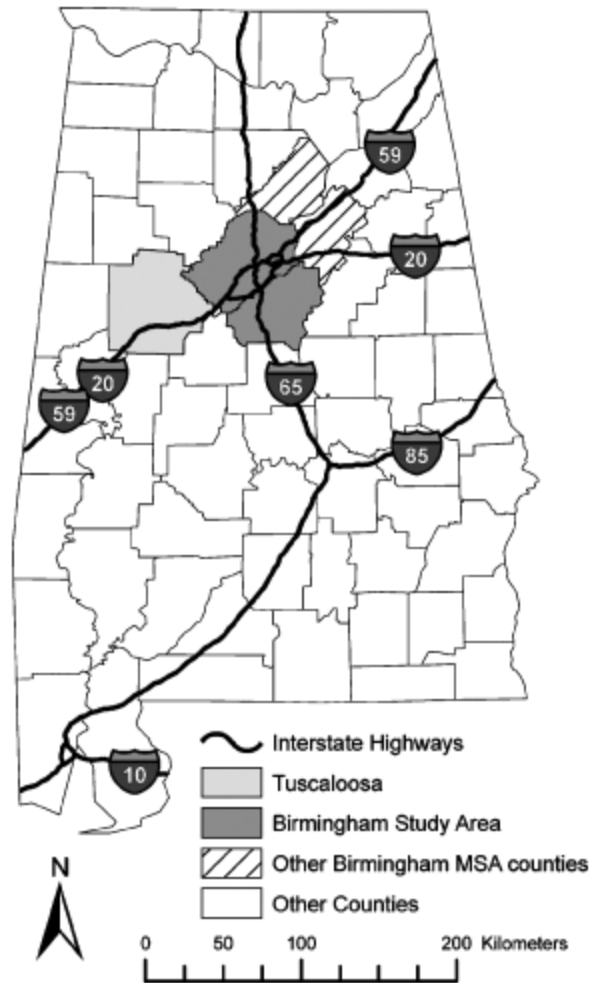 59
20
20
59
65
85
10
Interstate Highways
Tuscaloosa
Birmingham Study Area
Other Birmingham MSA counties
Other Counties
N
0 50 100 200 Kilometers